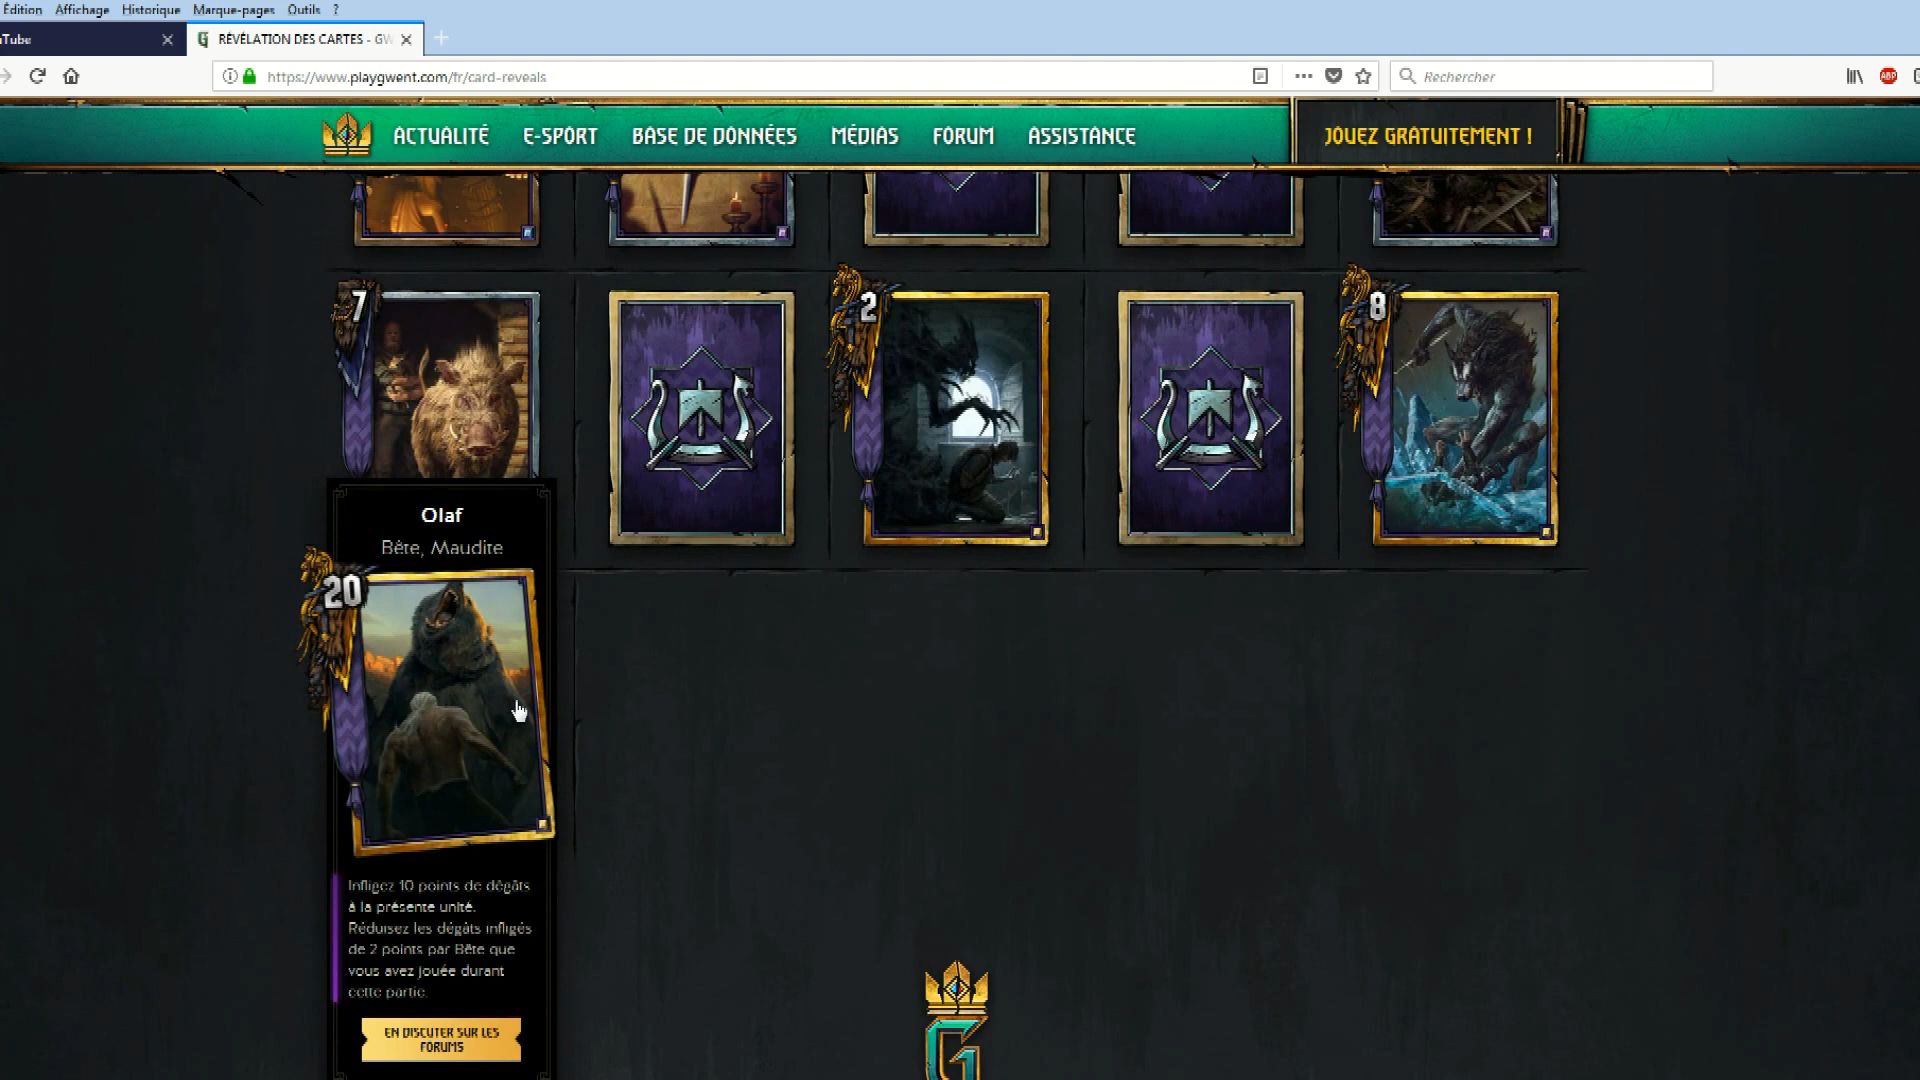 Édition Affichage Historique Marque-pages Outils ?
Tube
RÉVÉLATION DES CARTES - GW
https://www.playgwent.com/fr/card-reveals
Rechercher
ABP
ACTUALITÉ E-SPORT BASE DE DONNÉES MÉDIAS FORUM ASSISTANCE
JOUEZ GRATUITEMENT !
7
2
8
Olaf
Bête, Maudite
20
Infligez 10 points de dégâts
à la présente unité.
Réduisez les dégâts infligés
de 2 points par Bête que
vous avez jouée durant
cette partie.
EN DISCUTER SUR LES
FORUMS